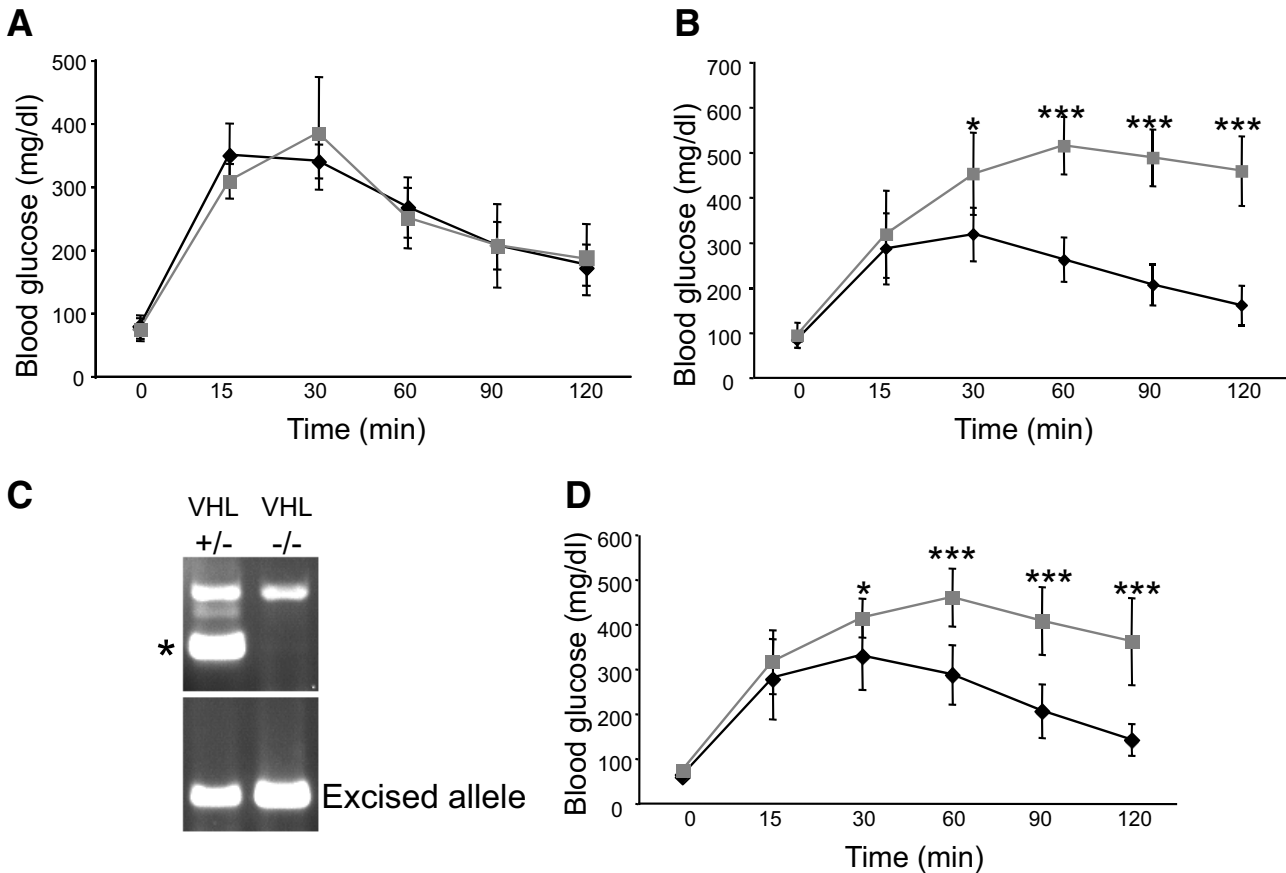 A
Blood glucose (mg/dl)
500
400
300
200
100
0
0 15 30 60 90 120
Time (min)
B
Blood glucose (mg/dl)
700
600
500
400
300
200
100
0
* *** *** ***
0 15 30 60 90 120
Time (min)
C
VHL VHL
+/- -/-
*
Excised allele
D
Blood glucose (mg/dl)
600
500
400
300
200
100
0
* *** *** ***
0 15 30 60 90 120
Time (min)